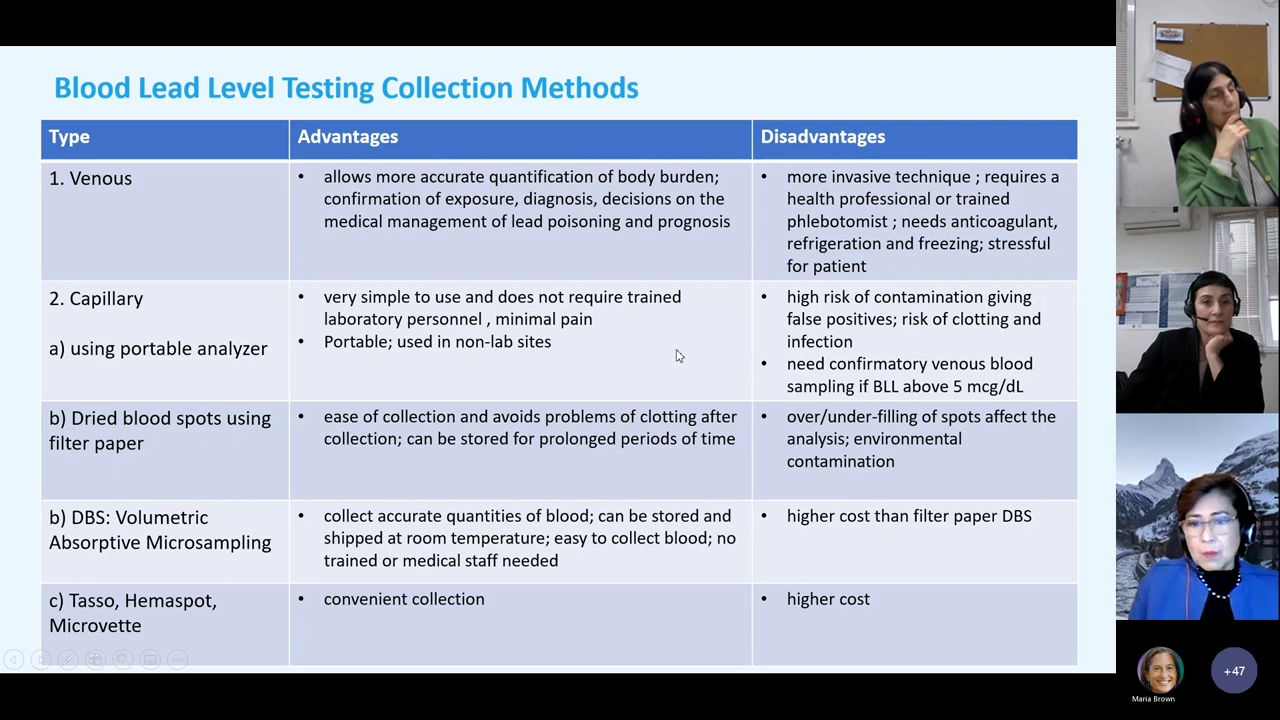 Blood Lead Level Testing Collection Methods
Type
Advantages
Disadvantages
1. Venous
• allows more accurate quantification of body burden;
confirmation of exposure, diagnosis, decisions on the
medical management of lead poisoning and prognosis
• more invasive technique ; requires a
health professional or trained
phlebotomist ; needs anticoagulant,
refrigeration and freezing; stressful
for patient
2. Capillary
a) using portable analyzer
• very simple to use and does not require trained
laboratory personnel , minimal pain
• Portable; used in non-lab sites
• high risk of contamination giving
false positives; risk of clotting and
infection
• need confirmatory venous blood
sampling if BLL above 5 mcg/dL
b) Dried blood spots using
filter paper
• ease of collection and avoids problems of clotting after
collection; can be stored for prolonged periods of time
• over/under-filling of spots affect the
analysis; environmental
contamination
b) DBS: Volumetric
Absorptive Microsampling
• collect accurate quantities of blood; can be stored and
shipped at room temperature; easy to collect blood; no
trained or medical staff needed
• higher cost than filter paper DBS
c) Tasso, Hemaspot,
Microvette
• convenient collection
• higher cost
Maria Brown
+47